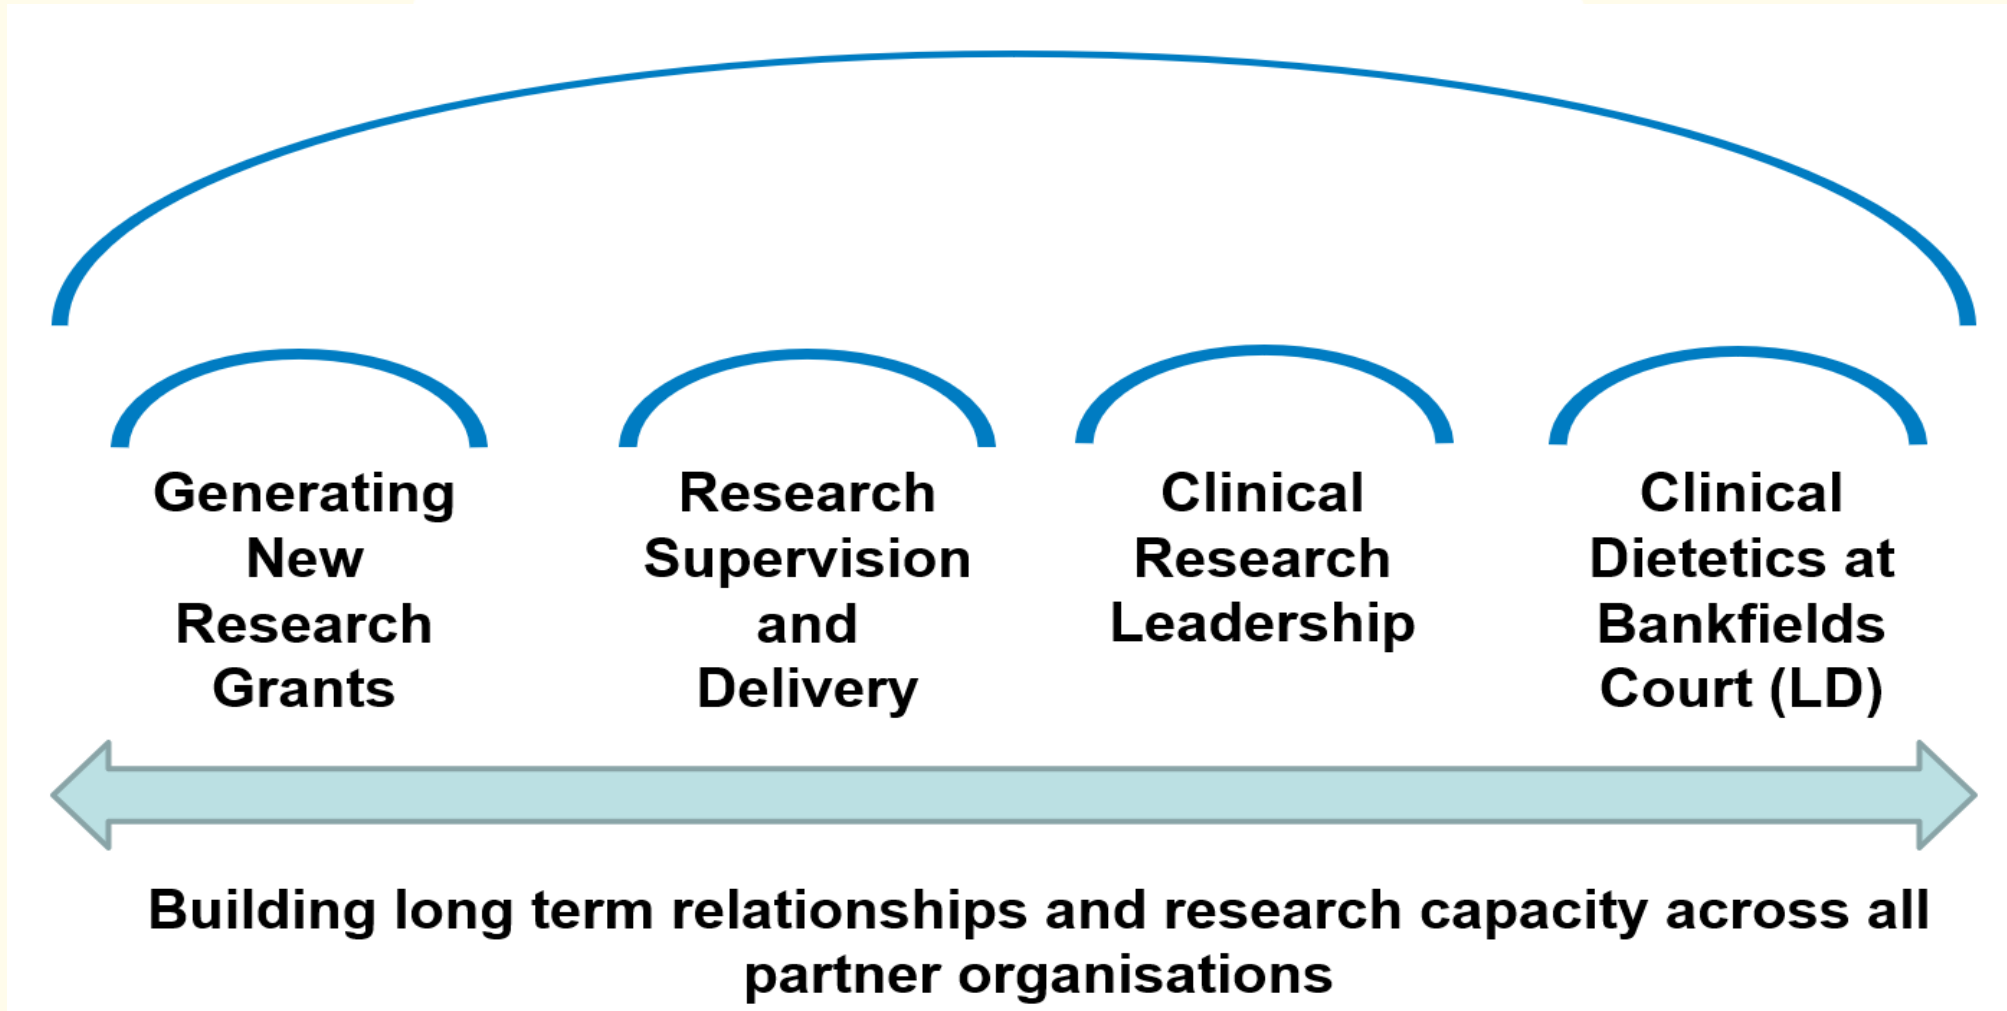 Generating
New
Research
Grants
Research
Supervision
and
Delivery
Clinical
Research
Leadership
Clinical
Dietetics at
Bankfields
Court (LD)
Building long term relationships and research capacity across all
partner organisations